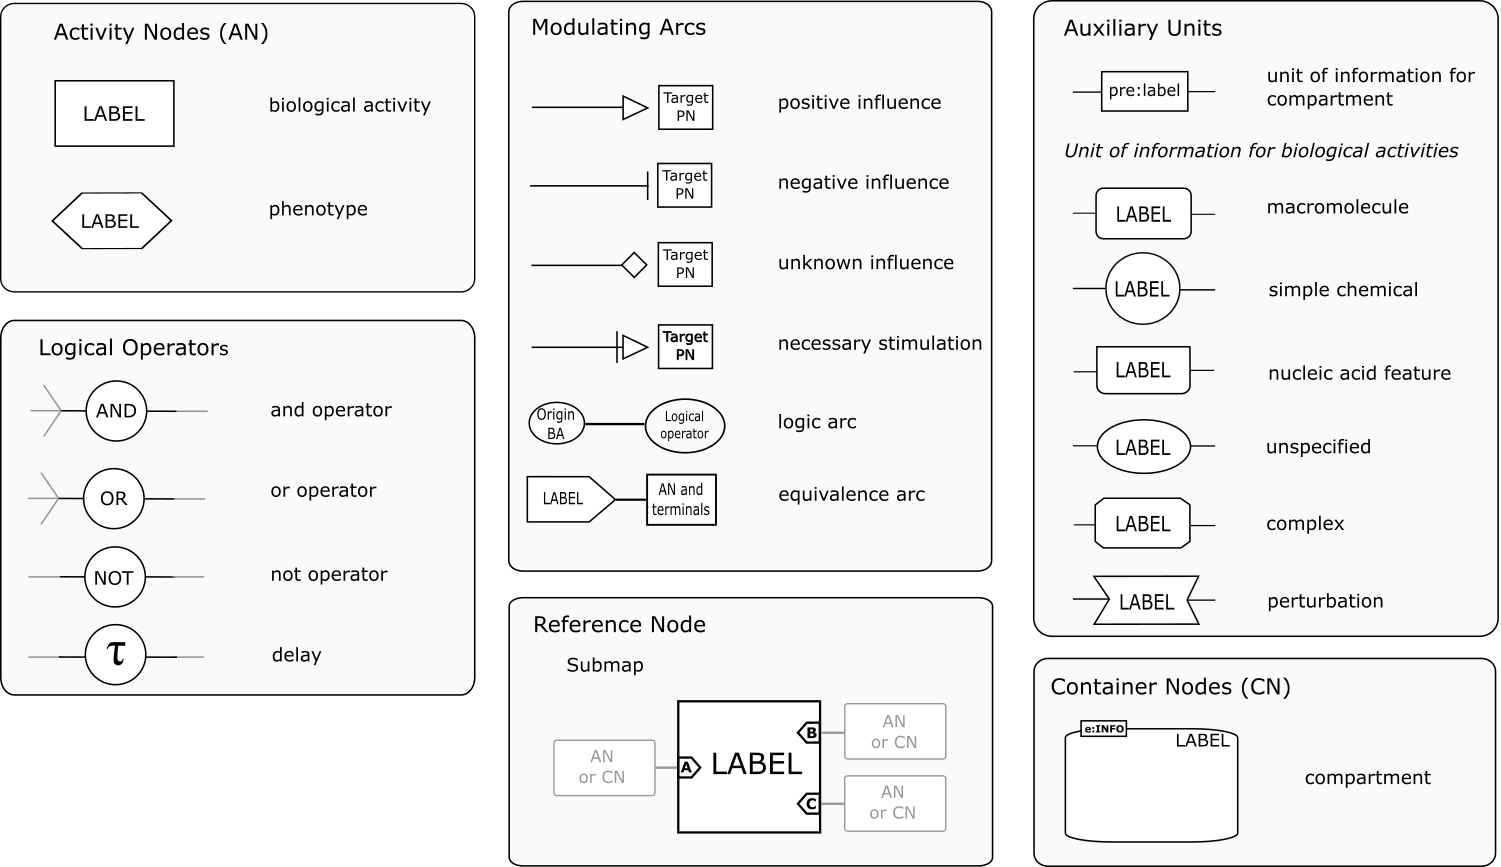 Activity Nodes (AN)
LABEL
biological activity
LABEL
phenotype
Logical Operators
AND
and operator
OR
or operator
NOT
not operator
τ
delay
Modulating Arcs
Target
PN
positive influence
Target
PN
negative influence
Target
PN
unknown influence
Target
PN
necessary stimulation
Origin
BA
Logical
operator
logic arc
LABEL
AN and
terminals
equivalence arc
Reference Node
Submap
AN
or CN
A
LABEL
B
AN
or CN
C
AN
or CN
Auxiliary Units
pre:label
unit of information for
compartment
Unit of information for biological activities
LABEL
macromolecule
LABEL
simple chemical
LABEL
nucleic acid feature
LABEL
unspecified
LABEL
complex
LABEL
perturbation
Container Nodes (CN)
e:INFO
LABEL
compartment